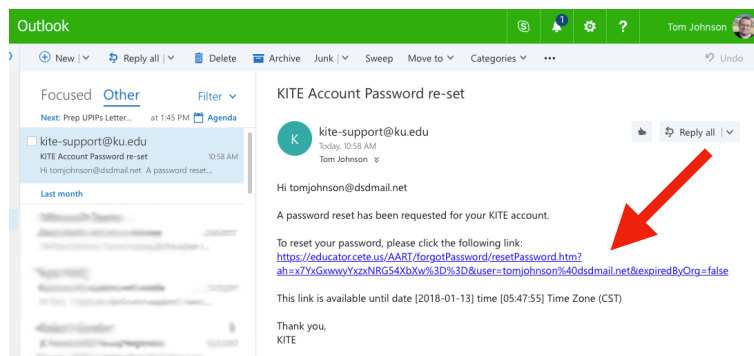 Outlook
1
?
Tom Johnson
New
Reply all
Delete
Archive
Junk
Sweep
Move to
Categories
Undo
Focused Other
Filter
Next: Prep UPIPs Letter... at 1:45 PM Agenda
kite-support@ku.edu
KITE Account Password re-set 10:58 AM
Hi tomjohnson@dsdmail.net A password reset...
Last month
KITE Account Password re-set
K
kite-support@ku.edu
Today, 10:58 AM
Tom Johnson
Reply all
Hi tomjohnson@dsdmail.net
A password reset has been requested for your KITE account.
To reset your password, please click the following link:
https://educator.cete.us/AART/forgotPassword/resetPassword.htm?
ah=x7YxGxwwyYxzxNRG54XbXw%3D%3D&user=tomjohnson%40dsdmail.net&expiredByOrg=false
This link is available until date [2018-01-13] time [05:47:55] Time Zone (CST)
Thank you,
KITE